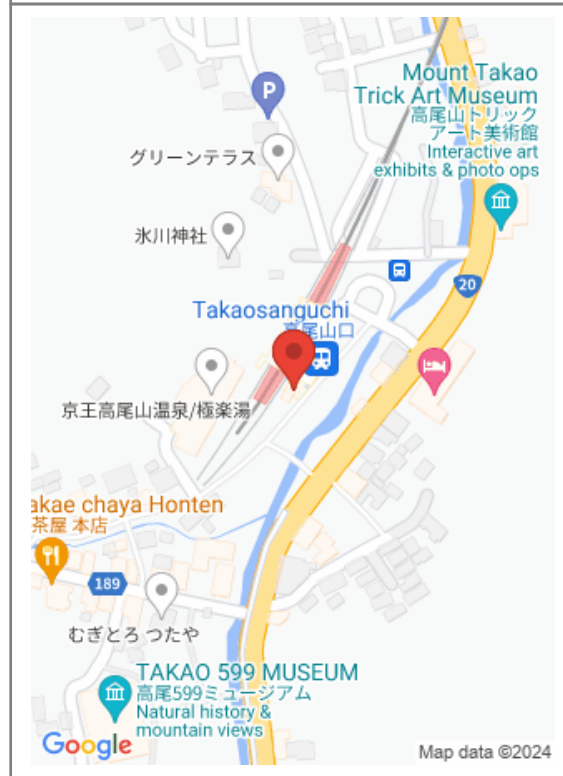 Mount Takao
Trick Art Museum
高尾山トリック
アート美術館
Interactive art
exhibits & photo ops
P
グリーンテラス
氷川神社
20
Takaosanguchi
高尾山口
京王高尾山温泉/極楽湯
akae chaya Honten
茶屋 本店
189
むぎとろ つたや
TAKAO 599 MUSEUM
高尾599ミュージアム
Natural history &
mountain views
Google
Map data ©2024